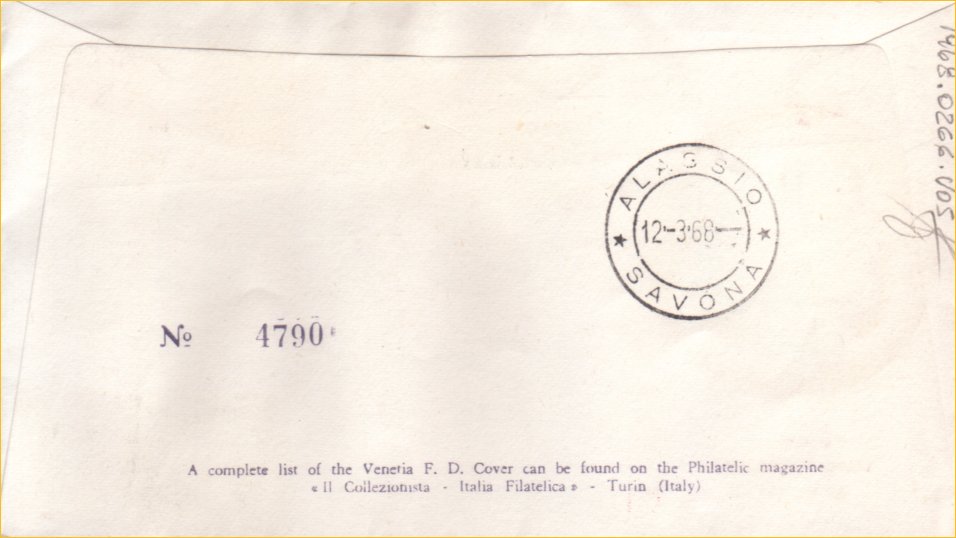 1968.0266.V05
ALASSIO
12-3-68
SAVONA
Nº 4790
A complete list of the Venetia F. D. Cover can be found on the Philatelic magazine
« Il Collezionista - Italia Filatelica » - Turin (Italy)